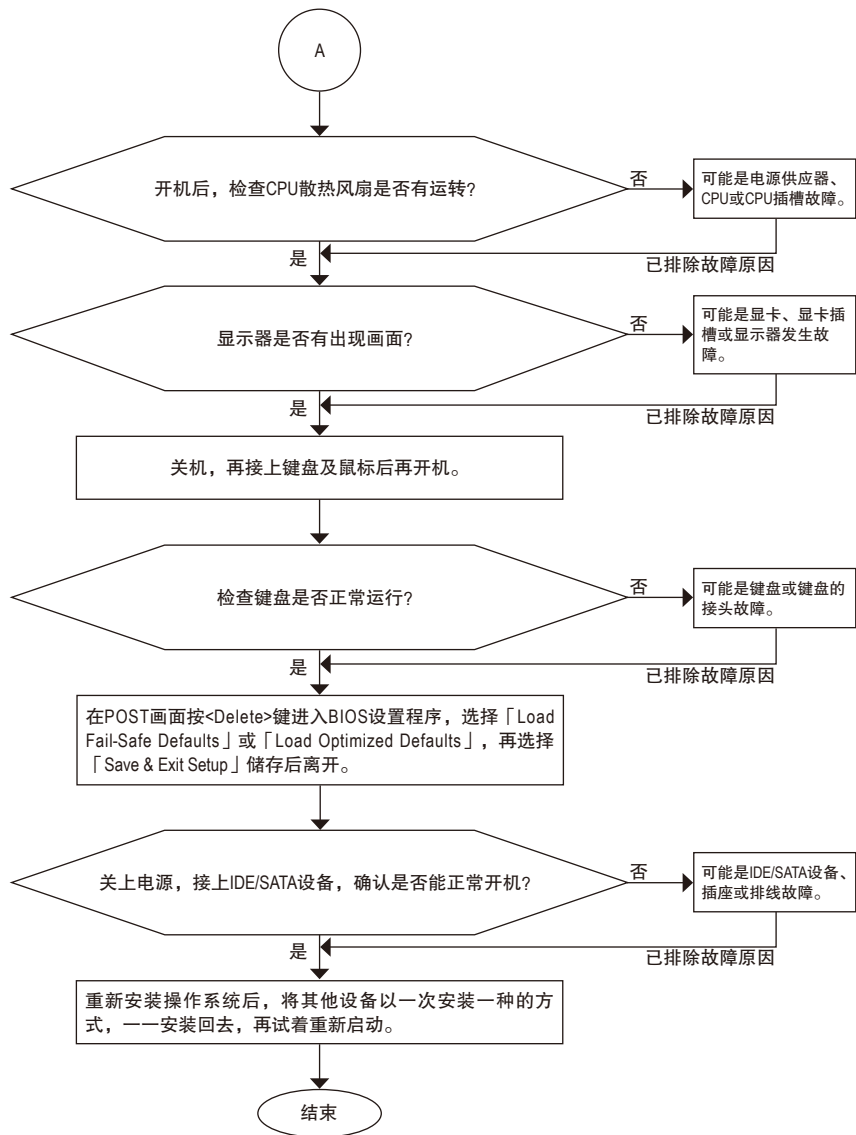 A
开机后，检查CPU散热风扇是否有运转?
否
可能是电源供应器、
CPU或CPU插槽故障。
是
已排除故障原因
显示器是否有出现画面?
否
可能是显卡、显卡插
槽或显示器发生故
障。
是
已排除故障原因
关机，再接上键盘及鼠标后再开机。
检查键盘是否正常运行?
否
可能是键盘或键盘的
接头故障。
是
已排除故障原因
在POST画面按<Delete>键进入BIOS设置程序，选择「Load
Fail-Safe Defaults」或「Load Optimized Defaults」，再选择
「Save & Exit Setup」储存后离开。
关上电源，接上IDE/SATA设备，确认是否能正常开机?
否
可能是IDE/SATA设备、
插座或排线故障。
是
已排除故障原因
重新安装操作系统后，将其他设备以一次安装一种的方
式，一一安装回去，再试着重新启动。
结束